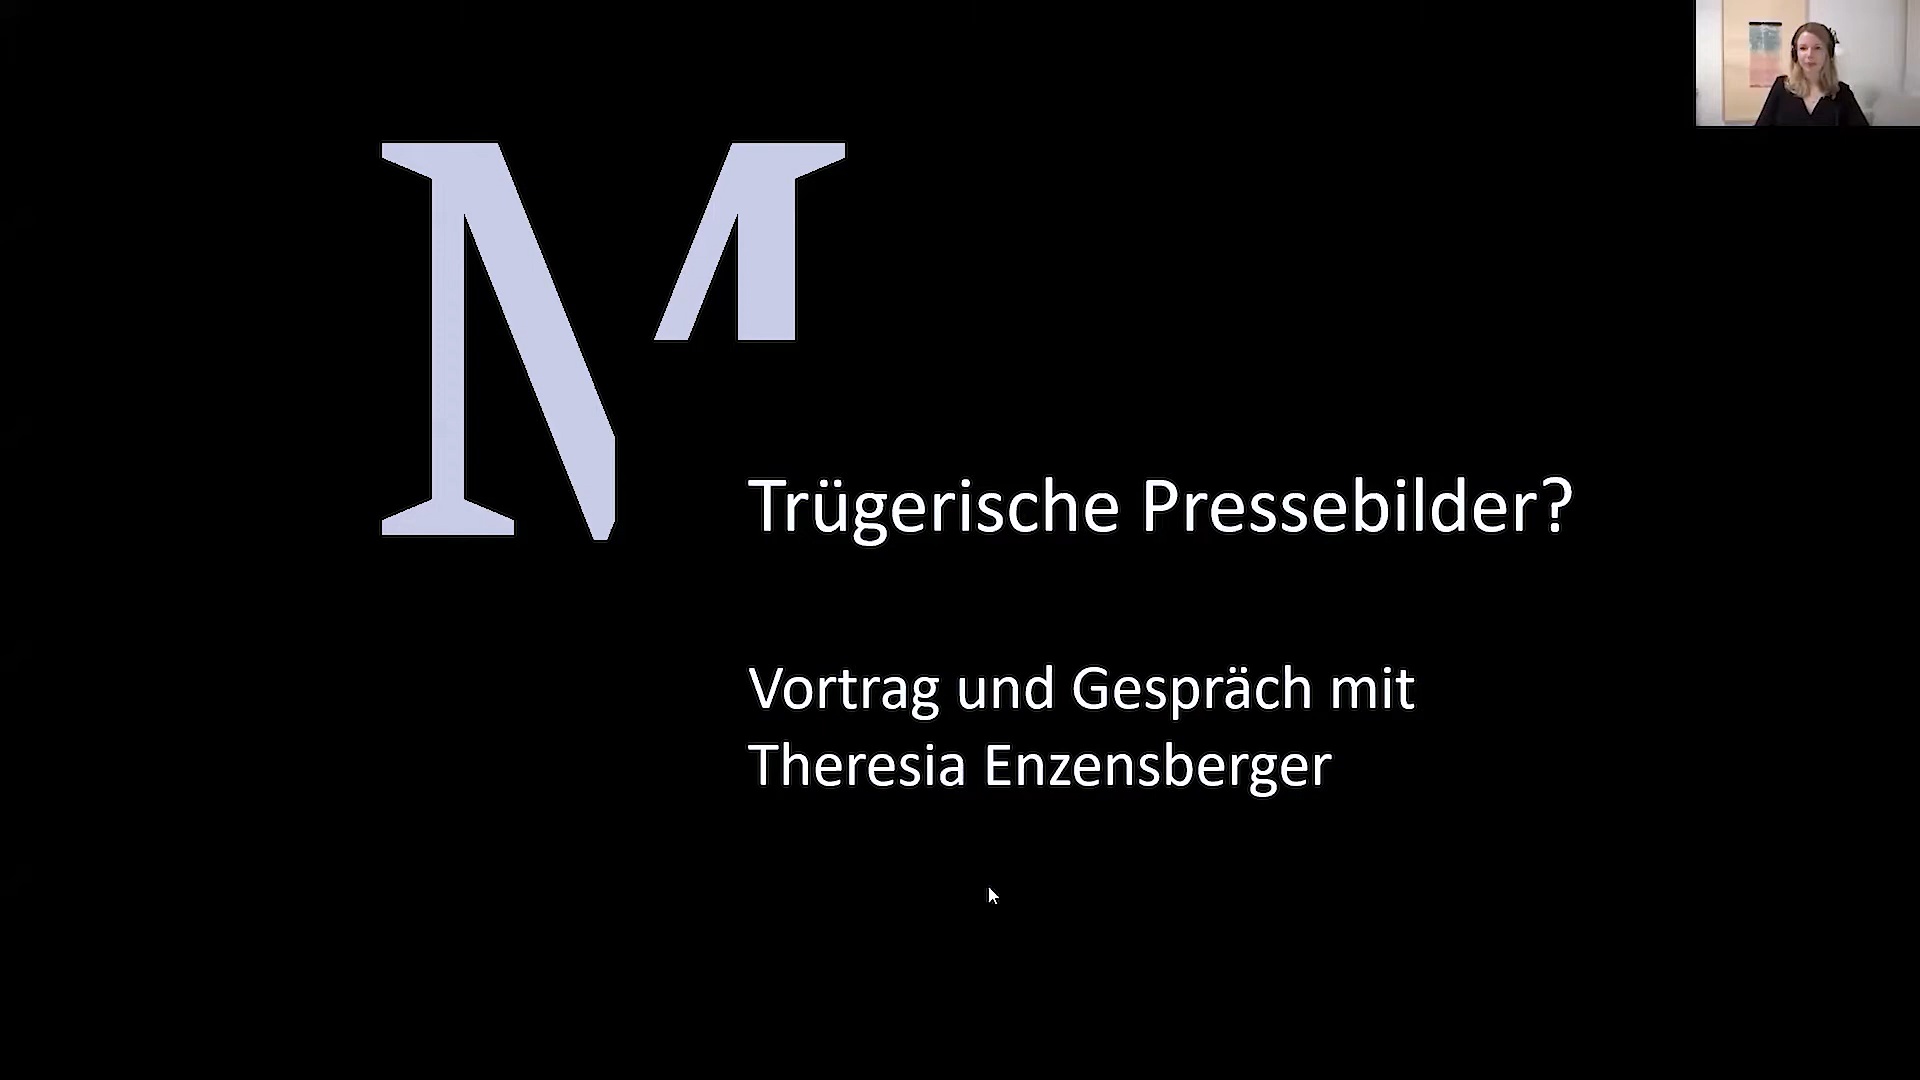 M
Trügerische Pressebilder?
Vortrag und Gespräch mit
Theresia Enzensberger